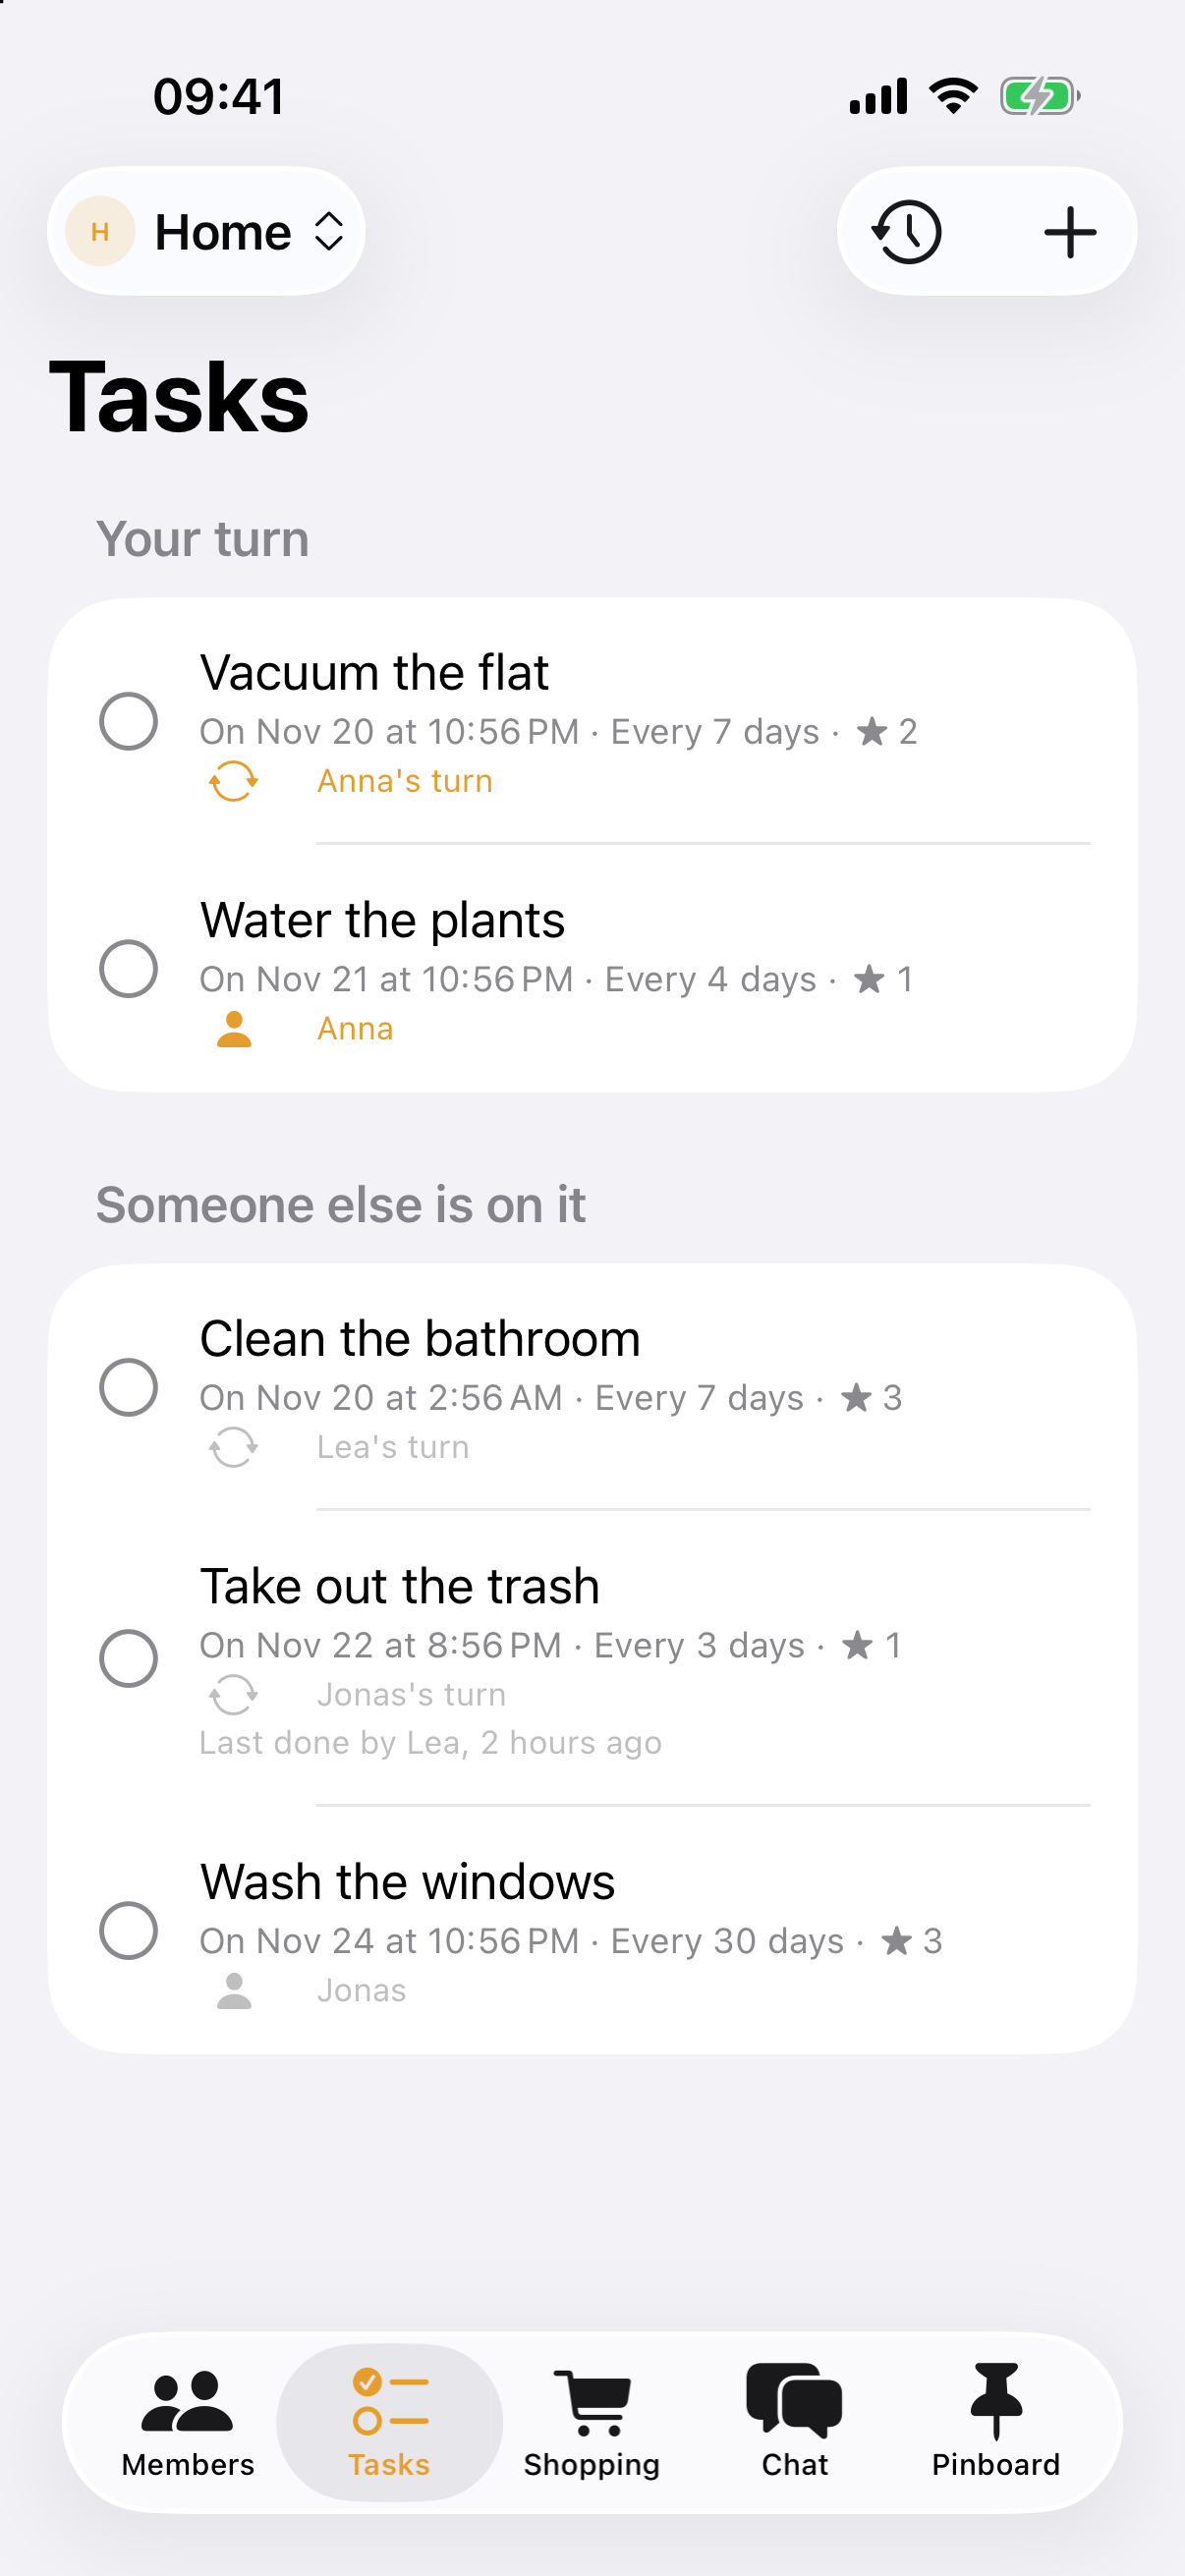 09:41
H Home
Tasks
Your turn
Vacuum the flat
On Nov 20 at 10:56 PM · Every 7 days · ★ 2
Anna's turn
Water the plants
On Nov 21 at 10:56 PM · Every 4 days · ★ 1
Anna
Someone else is on it
Clean the bathroom
On Nov 20 at 2:56 AM · Every 7 days · ★ 3
Lea's turn
Take out the trash
On Nov 22 at 8:56 PM · Every 3 days · ★ 1
Jonas's turn
Last done by Lea, 2 hours ago
Wash the windows
On Nov 24 at 10:56 PM · Every 30 days · ★ 3
Jonas
Members Tasks Shopping Chat Pinboard